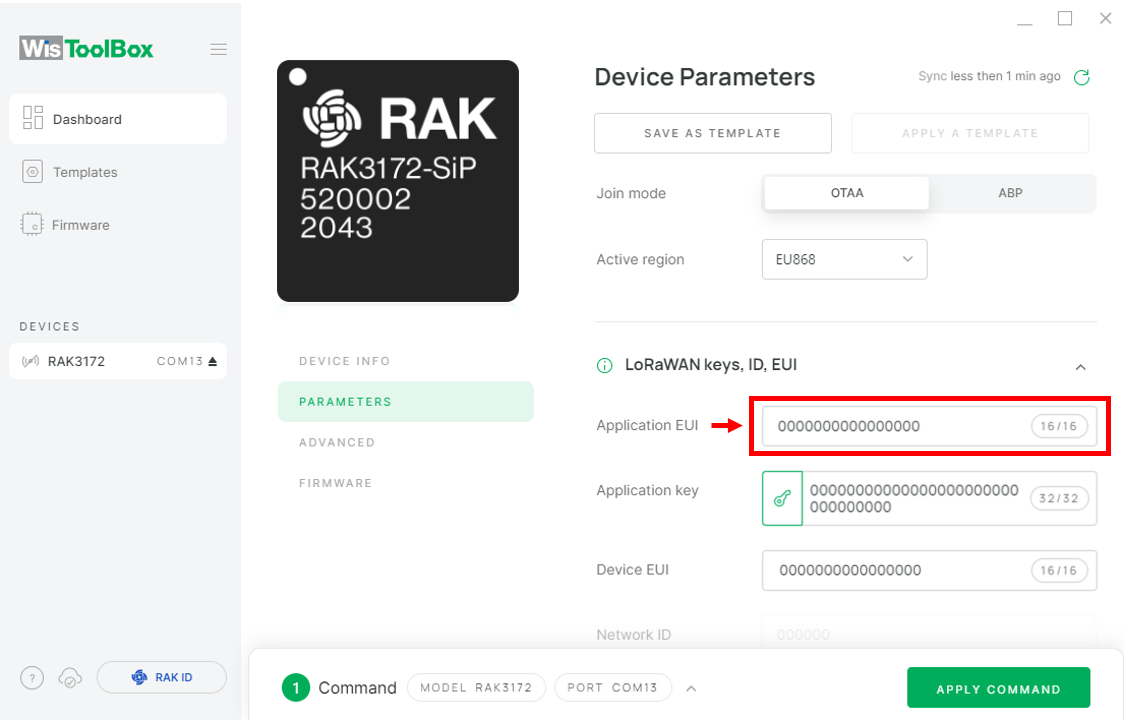 WisToolBox
Dashboard
Templates
Firmware
DEVICES
RAK3172 COM13
?
RAK ID
RAK
RAK3172-SiP
520002
2043
DEVICE INFO
PARAMETERS
ADVANCED
FIRMWARE
Device Parameters
Sync less then 1 min ago
SAVE AS TEMPLATE
APPLY A TEMPLATE
Join mode
OTAA
ABP
Active region
EU868
LoRaWAN keys, ID, EUI
Application EUI
0000000000000000
16/16
Application key
00000000000000000000000
000000000
32/32
Device EUI
0000000000000000
16/16
Network ID
000000
1 Command
MODEL RAK3172
PORT COM13
APPLY COMMAND